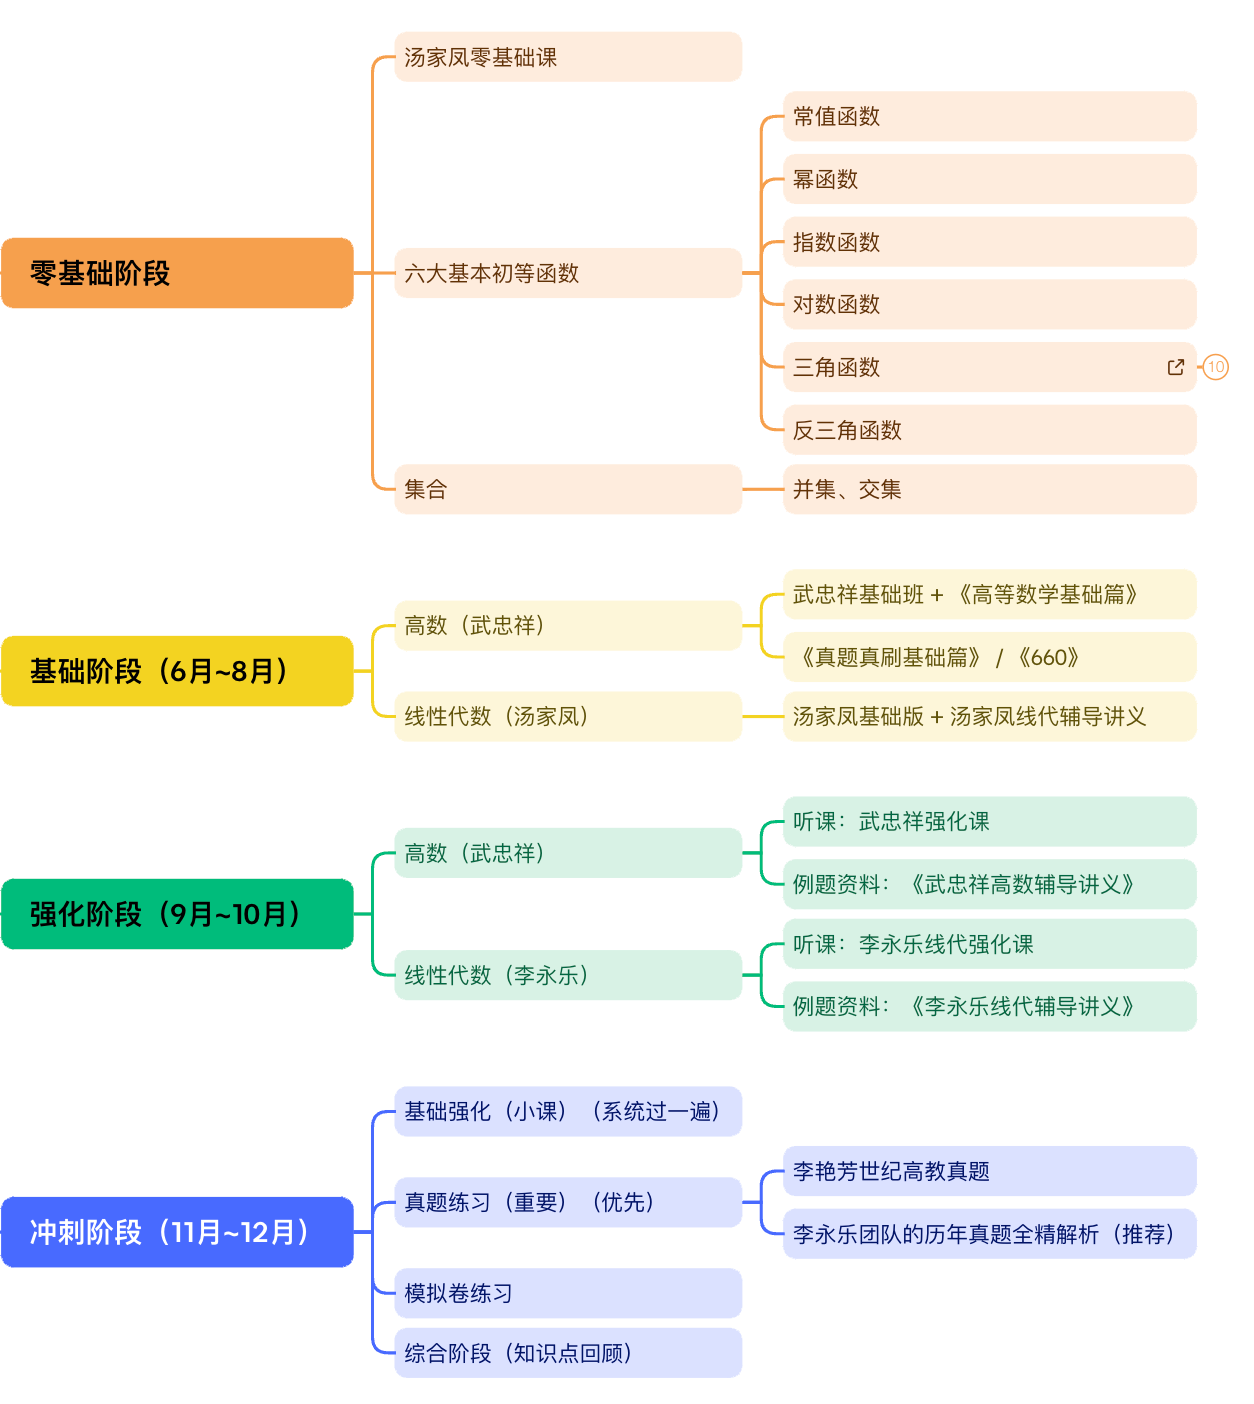 零基础阶段
汤家凤零基础课
六大基本初等函数
常值函数
幂函数
指数函数
对数函数
三角函数
10
反三角函数
集合
并集、交集
基础阶段（6月~8月）
高数（武忠祥）
武忠祥基础班 + 《高等数学基础篇》
《真题真刷基础篇》 / 《660》
线性代数（汤家凤）
汤家凤基础版 + 汤家凤线代辅导讲义
强化阶段（9月~10月）
高数（武忠祥）
听课：武忠祥强化课
例题资料：《武忠祥高数辅导讲义》
线性代数（李永乐）
听课：李永乐线代强化课
例题资料：《李永乐线代辅导讲义》
冲刺阶段（11月~12月）
基础强化（小课）（系统过一遍）
真题练习（重要）（优先）
李艳芳世纪高教真题
李永乐团队的历年真题全精解析（推荐）
模拟卷练习
综合阶段（知识点回顾）